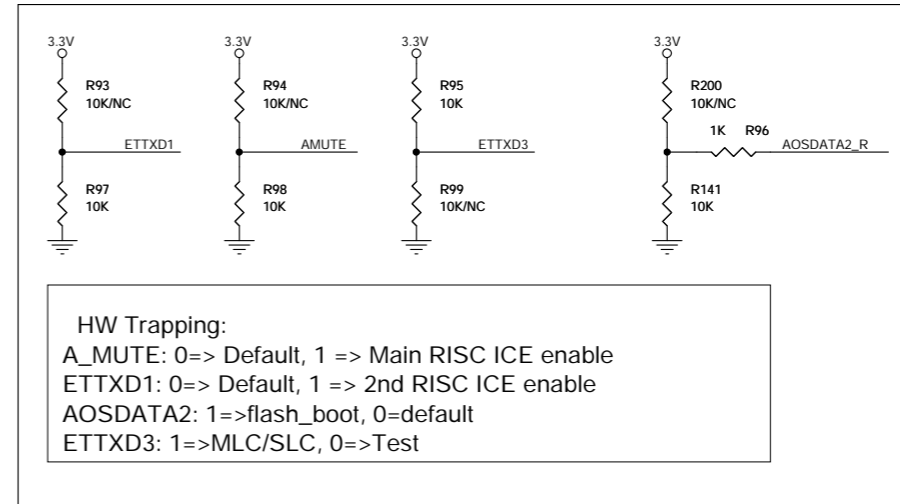 3.3V 3.3V 3.3V 3.3V
R93 R94 R95 R200
10K/NC 10K/NC 10K 10K/NC
1K R96
ETTXD1 AMUTE ETTXD3 AOSDATA2_R
R97 R98 R99 R141
10K 10K 10K/NC 10K
HW Trapping:
A_MUTE: 0=> Default, 1 => Main RISC ICE enable
ETTXD1: 0=> Default, 1 => 2nd RISC ICE enable
AOSDATA2: 1=>flash_boot, 0=default
ETTXD3: 1=>MLC/SLC, 0=>Test